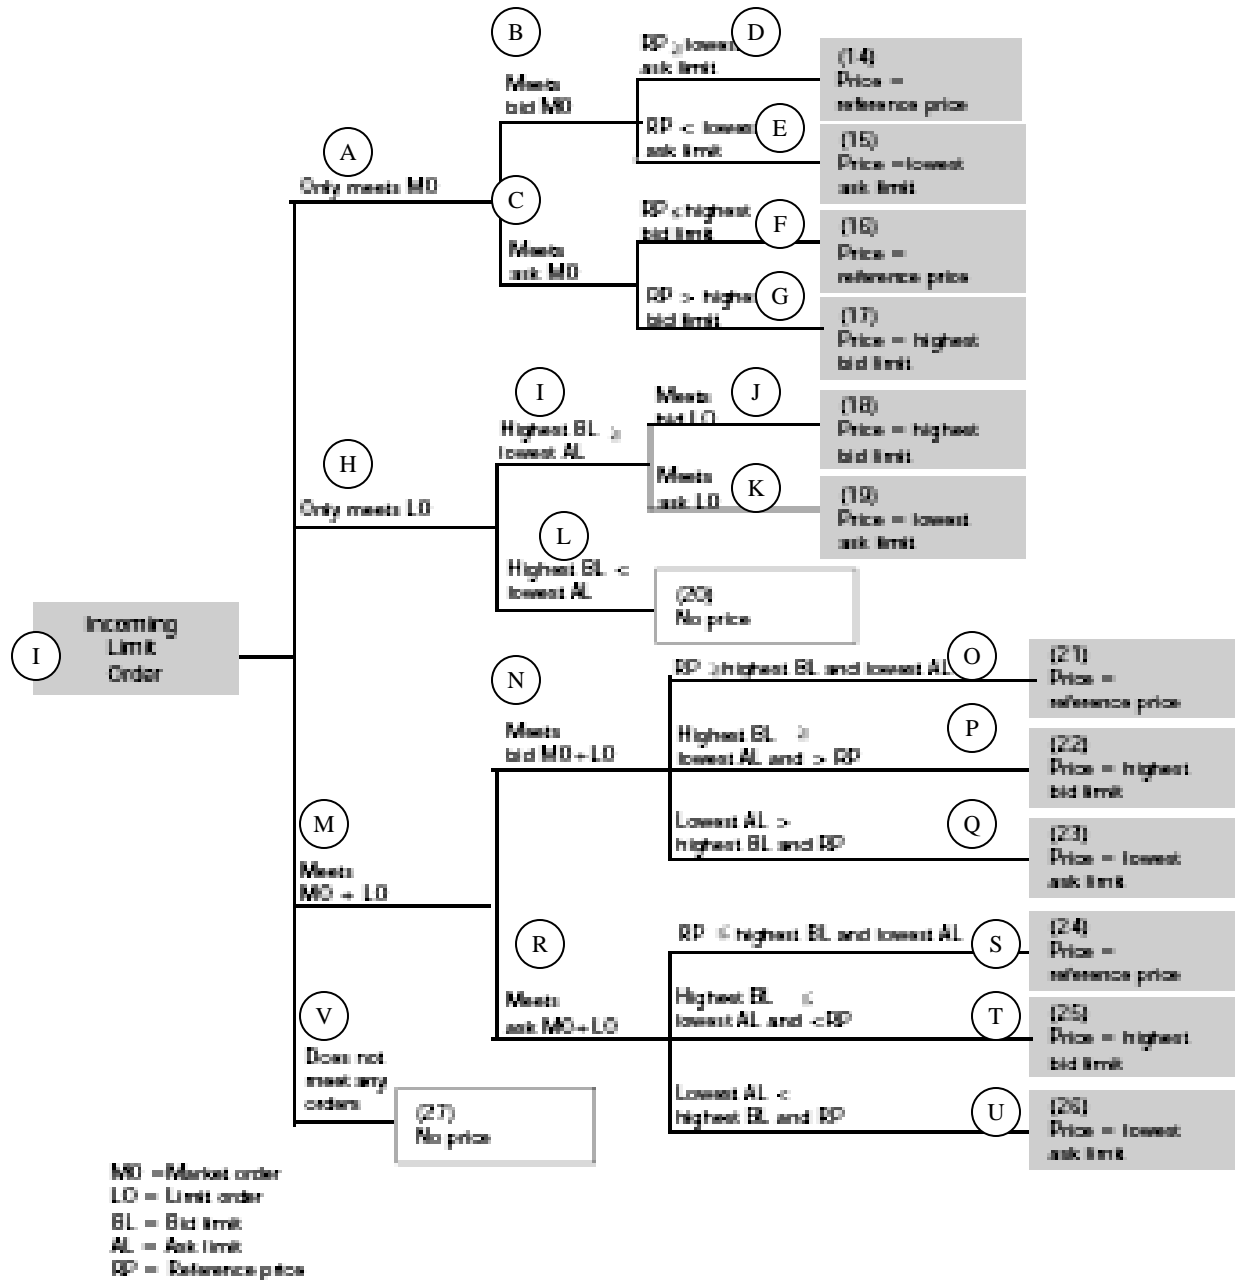 B
RP ≥ lowest D
ask limit
(14)
Price =
reference price
Meets
bid MO
RP < lowest E
ask limit
(15)
Price = lowest
ask limit
A
Only meets MO
C
RP ≤ highest F
bid limit
(16)
Price =
reference price
Meets
ask MO
RP > highest G
bid limit
(17)
Price = highest
bid limit
I
Highest BL ≥
lowest AL
Meets J
bid LO
(18)
Price = highest
bid limit
H
Only meets LO
Meets
ask LO K
(19)
Price = lowest
ask limit
L
Highest BL <
lowest AL
(20)
No price
I
Incoming
Limit
Order
N
RP ≥ highest BL and lowest AL O
(21)
Price =
reference price
Meets
bid MO+LO
Highest BL ≥
lowest AL and > RP
P
(22)
Price = highest
bid limit
Lowest AL >
highest BL and RP
Q
(23)
Price = lowest
ask limit
M
Meets
MO + LO
R
RP ≤ highest BL and lowest AL S
(24)
Price =
reference price
Meets
ask MO+LO
Highest BL ≤
lowest AL and <RP
T
(25)
Price = highest
bid limit
Lowest AL <
highest BL and RP
U
(26)
Price = lowest
ask limit
V
Does not
meet any
orders
(27)
No price
MO =Market order
LO = Limit order
BL = Bid limit
AL = Ask limit
RP = Reference price